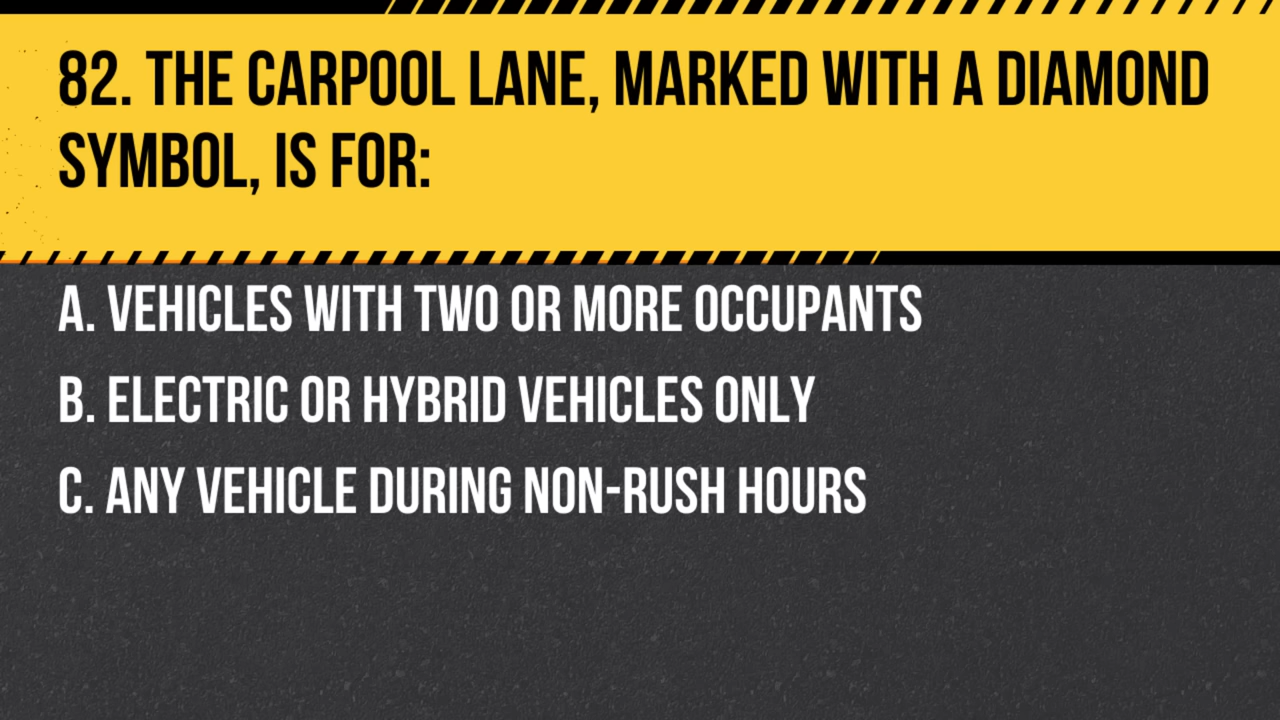 82. THE CARPOOL LANE, MARKED WITH A DIAMOND
SYMBOL, IS FOR:
A. VEHICLES WITH TWO OR MORE OCCUPANTS
B. ELECTRIC OR HYBRID VEHICLES ONLY
C. ANY VEHICLE DURING NON-RUSH HOURS